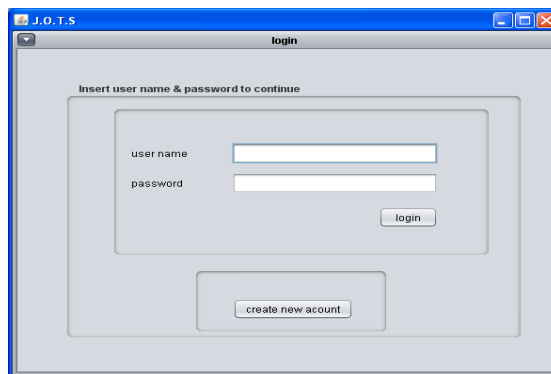 J.O.T.S
login
Insert user name & password to continue
user name
password
login
create new acount